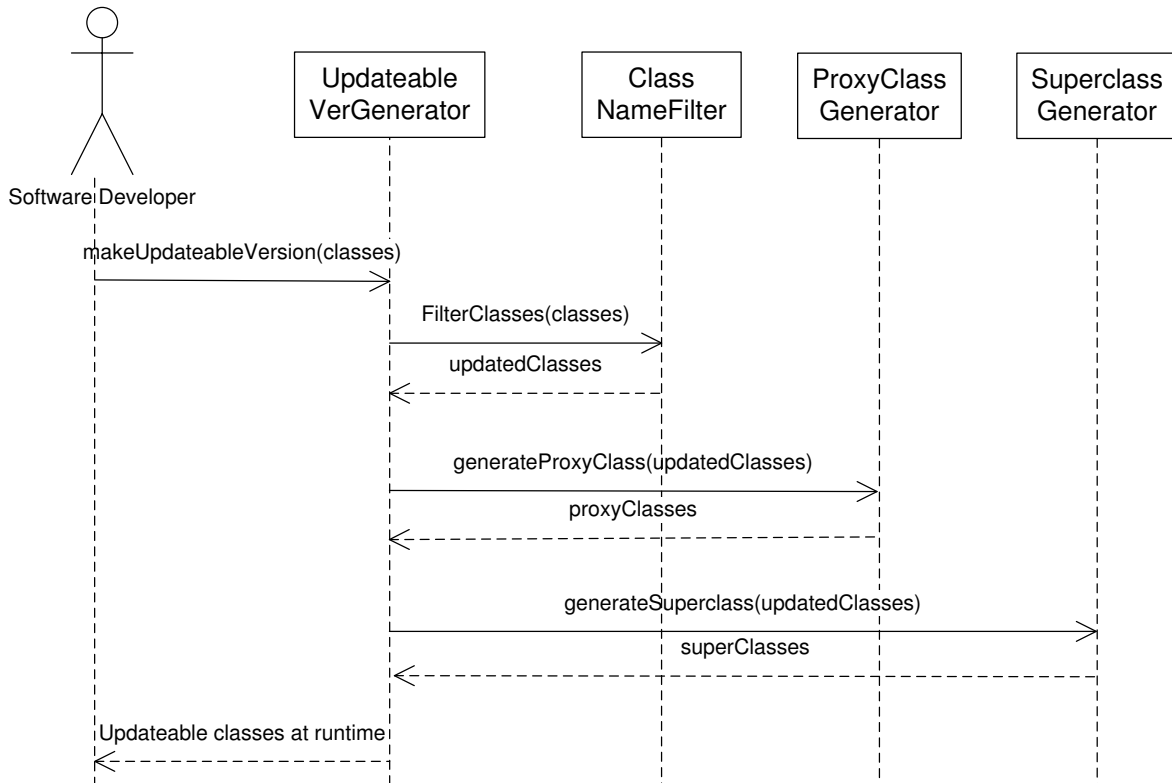 Updateable
VerGenerator
Class
NameFilter
ProxyClass
Generator
Superclass
Generator
Software Developer
makeUpdateableVersion(classes)
FilterClasses(classes)
updatedClasses
generateProxyClass(updatedClasses)
proxyClasses
generateSuperclass(updatedClasses)
superClasses
Updateable classes at runtime